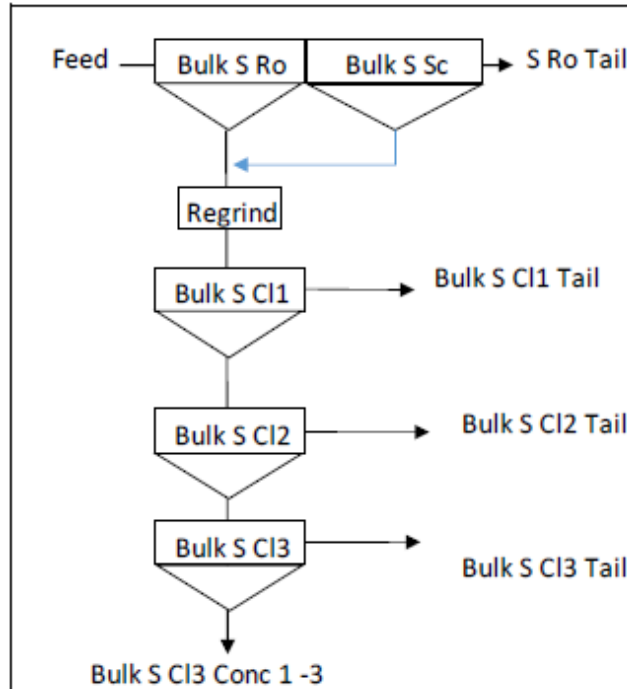 Feed
Bulk S Ro
Bulk S Sc
S Ro Tail
Regrind
Bulk S Cl1
Bulk S Cl1 Tail
Bulk S Cl2
Bulk S Cl2 Tail
Bulk S Cl3
Bulk S Cl3 Tail
Bulk S Cl3 Conc 1 -3